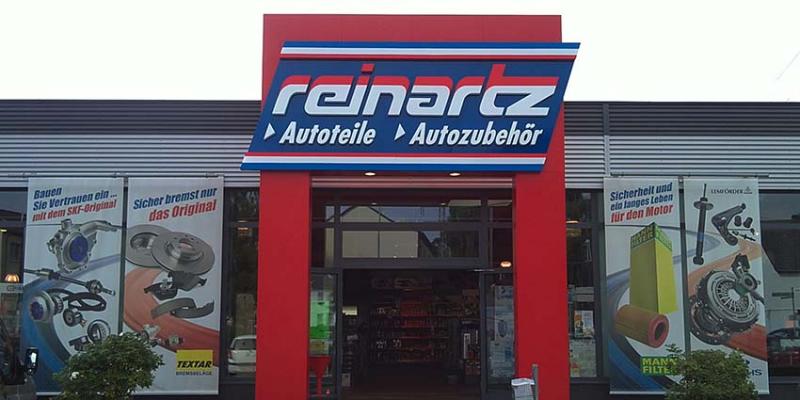 reinartz
Autoteile Autozubehör
Bauen
Sie Vertrauen ein ...
mit dem SKF-Original
Sicher bremst nur
das Original
TEXTAR
BREMSBELÄGE
Sicherheit und
ein langes Leben
für den Motor
MANN
FILTER
LEMFÖRDER